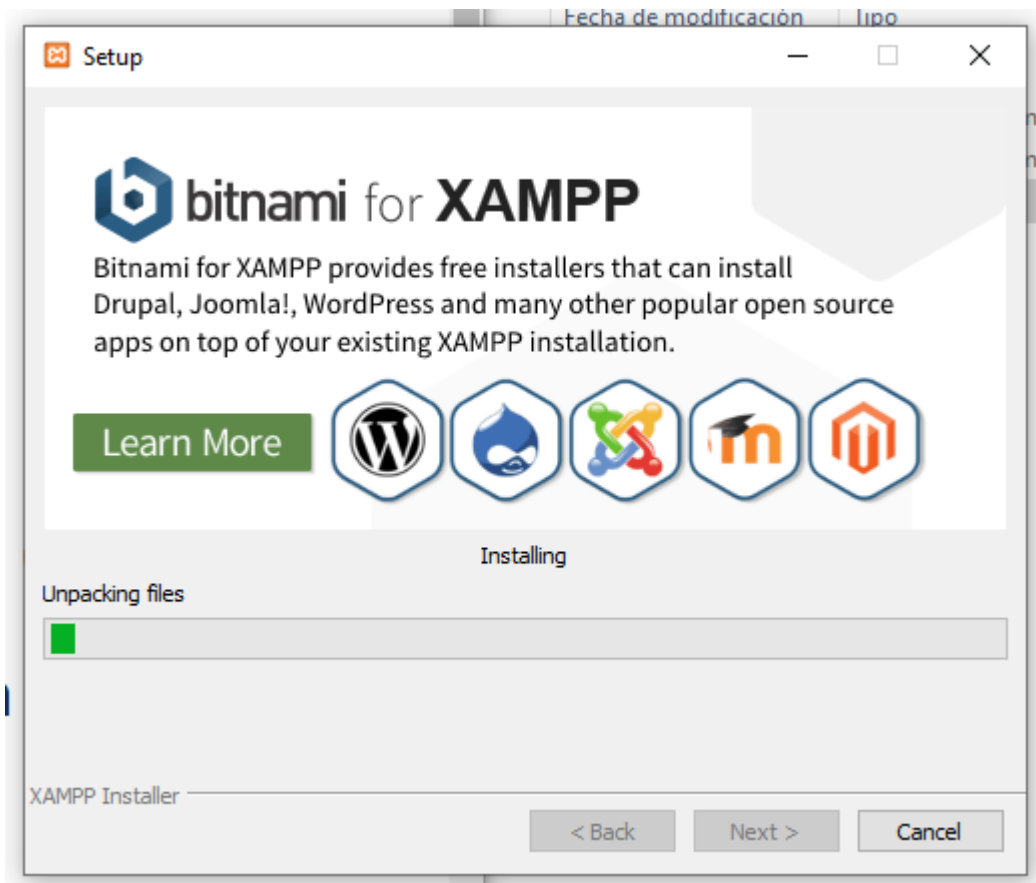 Fecha de modificación Tipo
Setup
bitnami for XAMPP
Bitnami for XAMPP provides free installers that can install
Drupal, Joomla!, WordPress and many other popular open source
apps on top of your existing XAMPP installation.
Learn More
Installing
Unpacking files
XAMPP Installer
< Back Next > Cancel